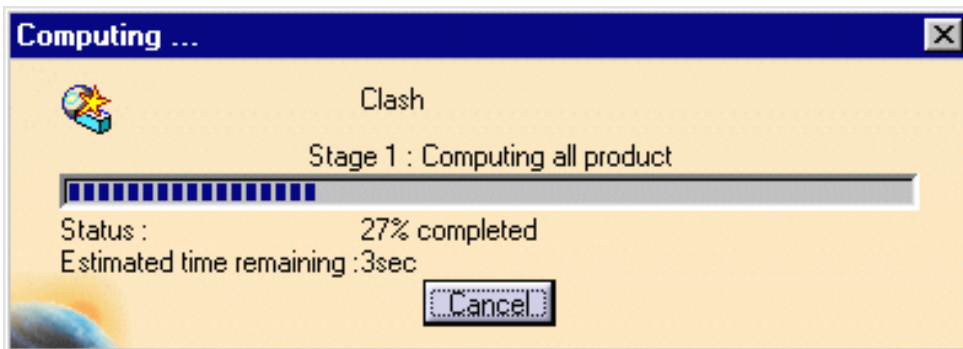 Computing ...
Clash
Stage 1 : Computing all product
Status : 27% completed
Estimated time remaining :3sec
Cancel